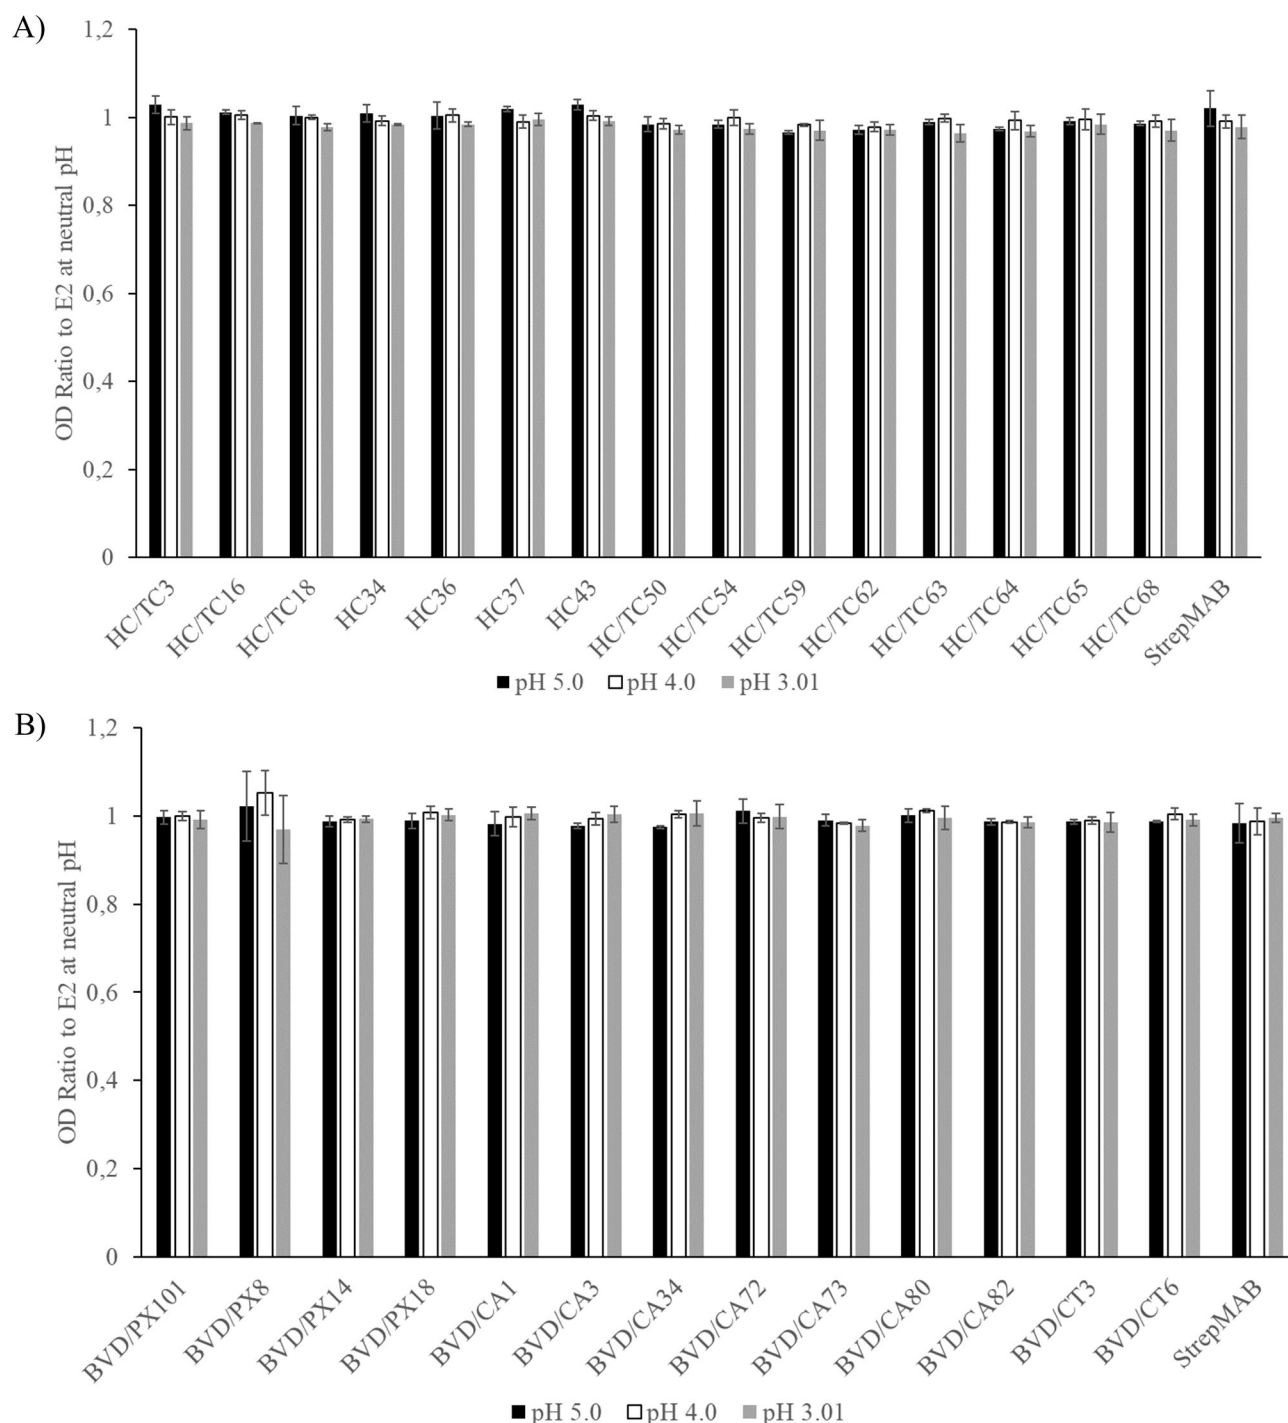 A)
1,2
1
0,8
0,6
0,4
0,2
0
OD Ratio to E2 at neutral pH
HC/TC3 HC/TC16 HC/TC18 HC34 HC36 HC37 HC43 HC/TC50 HC/TC54 HC/TC59 HC/TC62 HC/TC63 HC/TC64 HC/TC65 HC/TC68 StrepMAB
pH 5.0 pH 4.0 pH 3.01
B)
1,2
1
0,8
0,6
0,4
0,2
0
OD Ratio to E2 at neutral pH
BVD/PX101 BVD/PX8 BVD/PX14 BVD/PX18 BVD/CA1 BVD/CA3 BVD/CA34 BVD/CA72 BVD/CA73 BVD/CA80 BVD/CA82 BVD/CT3 BVD/CT6 StrepMAB
pH 5.0 pH 4.0 pH 3.01